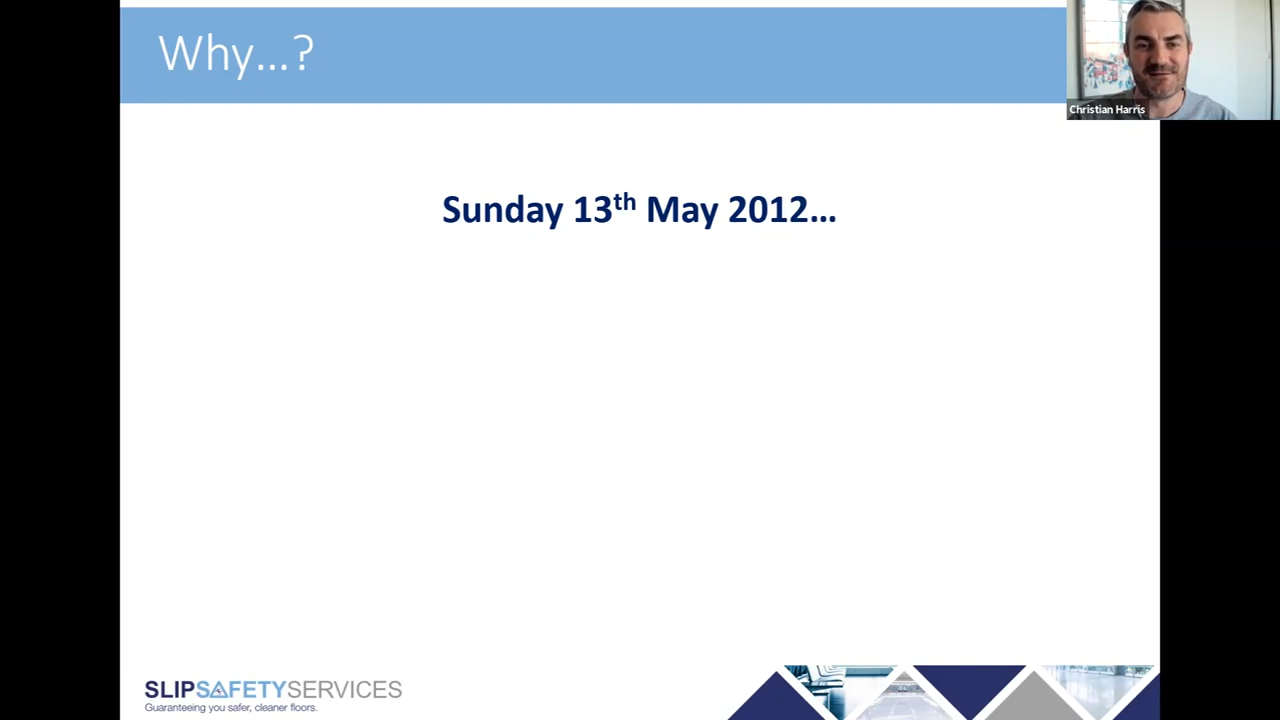 Why...?
Christian Harris
Sunday 13th May 2012...
SLIPSAFETYSERVICES
Guaranteeing you safer, cleaner floors.